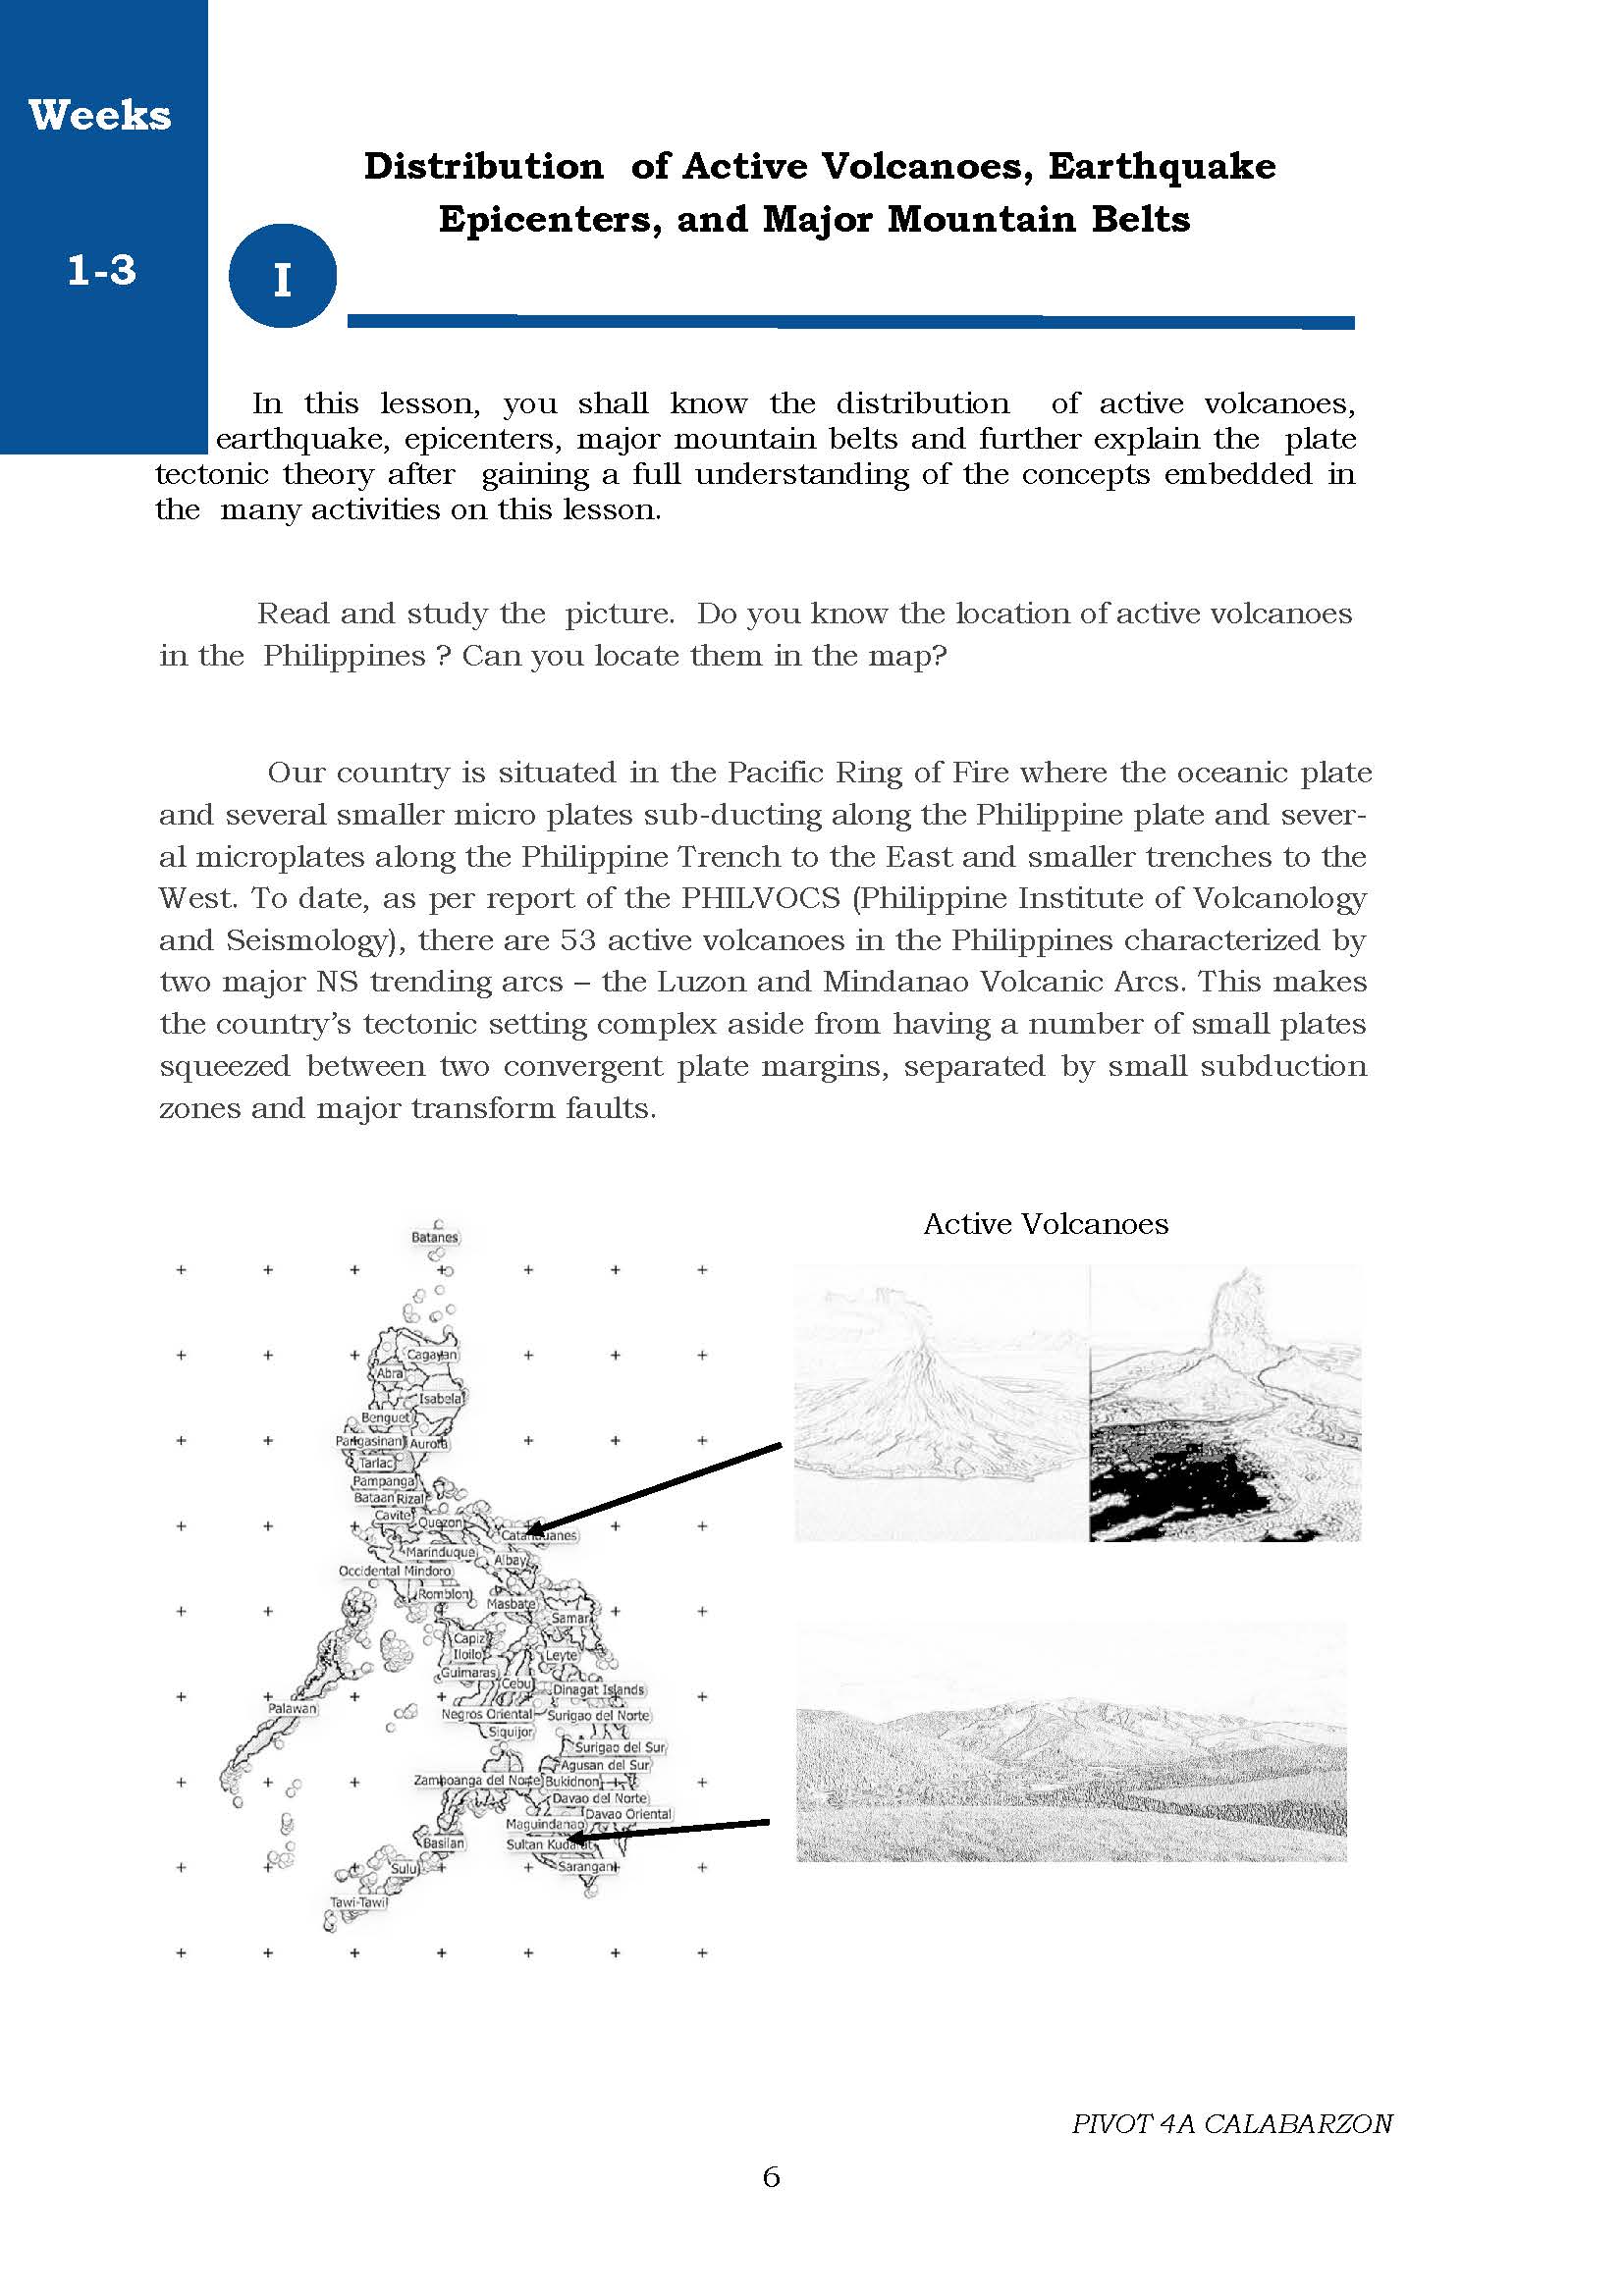 Weeks
1-3
Distribution of Active Volcanoes, Earthquake
Epicenters, and Major Mountain Belts
I
In this lesson, you shall know the distribution of active volcanoes,
earthquake, epicenters, major mountain belts and further explain the plate
tectonic theory after gaining a full understanding of the concepts embedded in
the many activities on this lesson.
Read and study the picture. Do you know the location of active volcanoes
in the Philippines ? Can you locate them in the map?
Our country is situated in the Pacific Ring of Fire where the oceanic plate
and several smaller micro plates sub-ducting along the Philippine plate and sever-
al microplates along the Philippine Trench to the East and smaller trenches to the
West. To date, as per report of the PHILVOCS (Philippine Institute of Volcanology
and Seismology), there are 53 active volcanoes in the Philippines characterized by
two major NS trending arcs – the Luzon and Mindanao Volcanic Arcs. This makes
the country's tectonic setting complex aside from having a number of small plates
squeezed between two convergent plate margins, separated by small subduction
zones and major transform faults.
Active Volcanoes
Batanes
Cagayan
Abra
Isabela
Benguet
Pangasinan Aurora
Tarlac
Pampanga
Bataan Rizal
Cavite Quezon
Catanduanes
Marinduque Albay
Occidental Mindoro
Romblon
Masbate
Samar
Capiz
Iloilo Leyte
Guimaras
Cebu Dinagat Islands
Palawan
Negros Oriental Surigao del Norte
Siquijor
Surigao del Sur
Agusan del Sur
Zamboanga del Norte Bukidnon
Davao del Norte
Davao Oriental
Maguindanao
Basilan Sultan Kudarat
Sulu Sarangani
Tawi-Tawi
PIVOT 4A CALABARZON
6